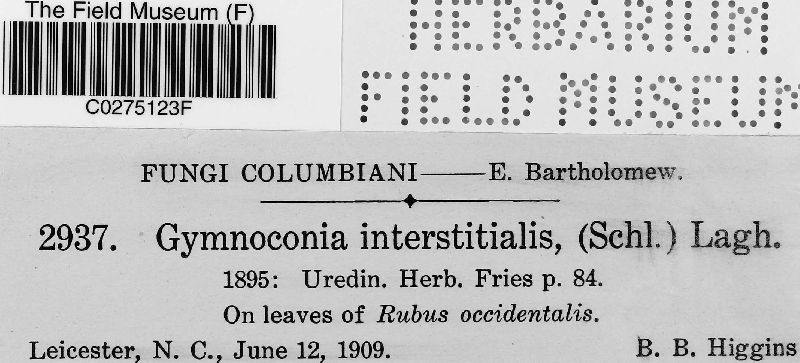 The Field Museum (F)
C0275123F
HERBARIUM
FIELD MUSEUM
FUNGI COLUMBIANI——E. Bartholomew.
2937. Gymnoconia interstitialis, (Schl.) Lagh.
1895: Uredin. Herb. Fries p. 84.
On leaves of Rubus occidentalis.
Leicester, N. C., June 12, 1909. B. B. Higgins